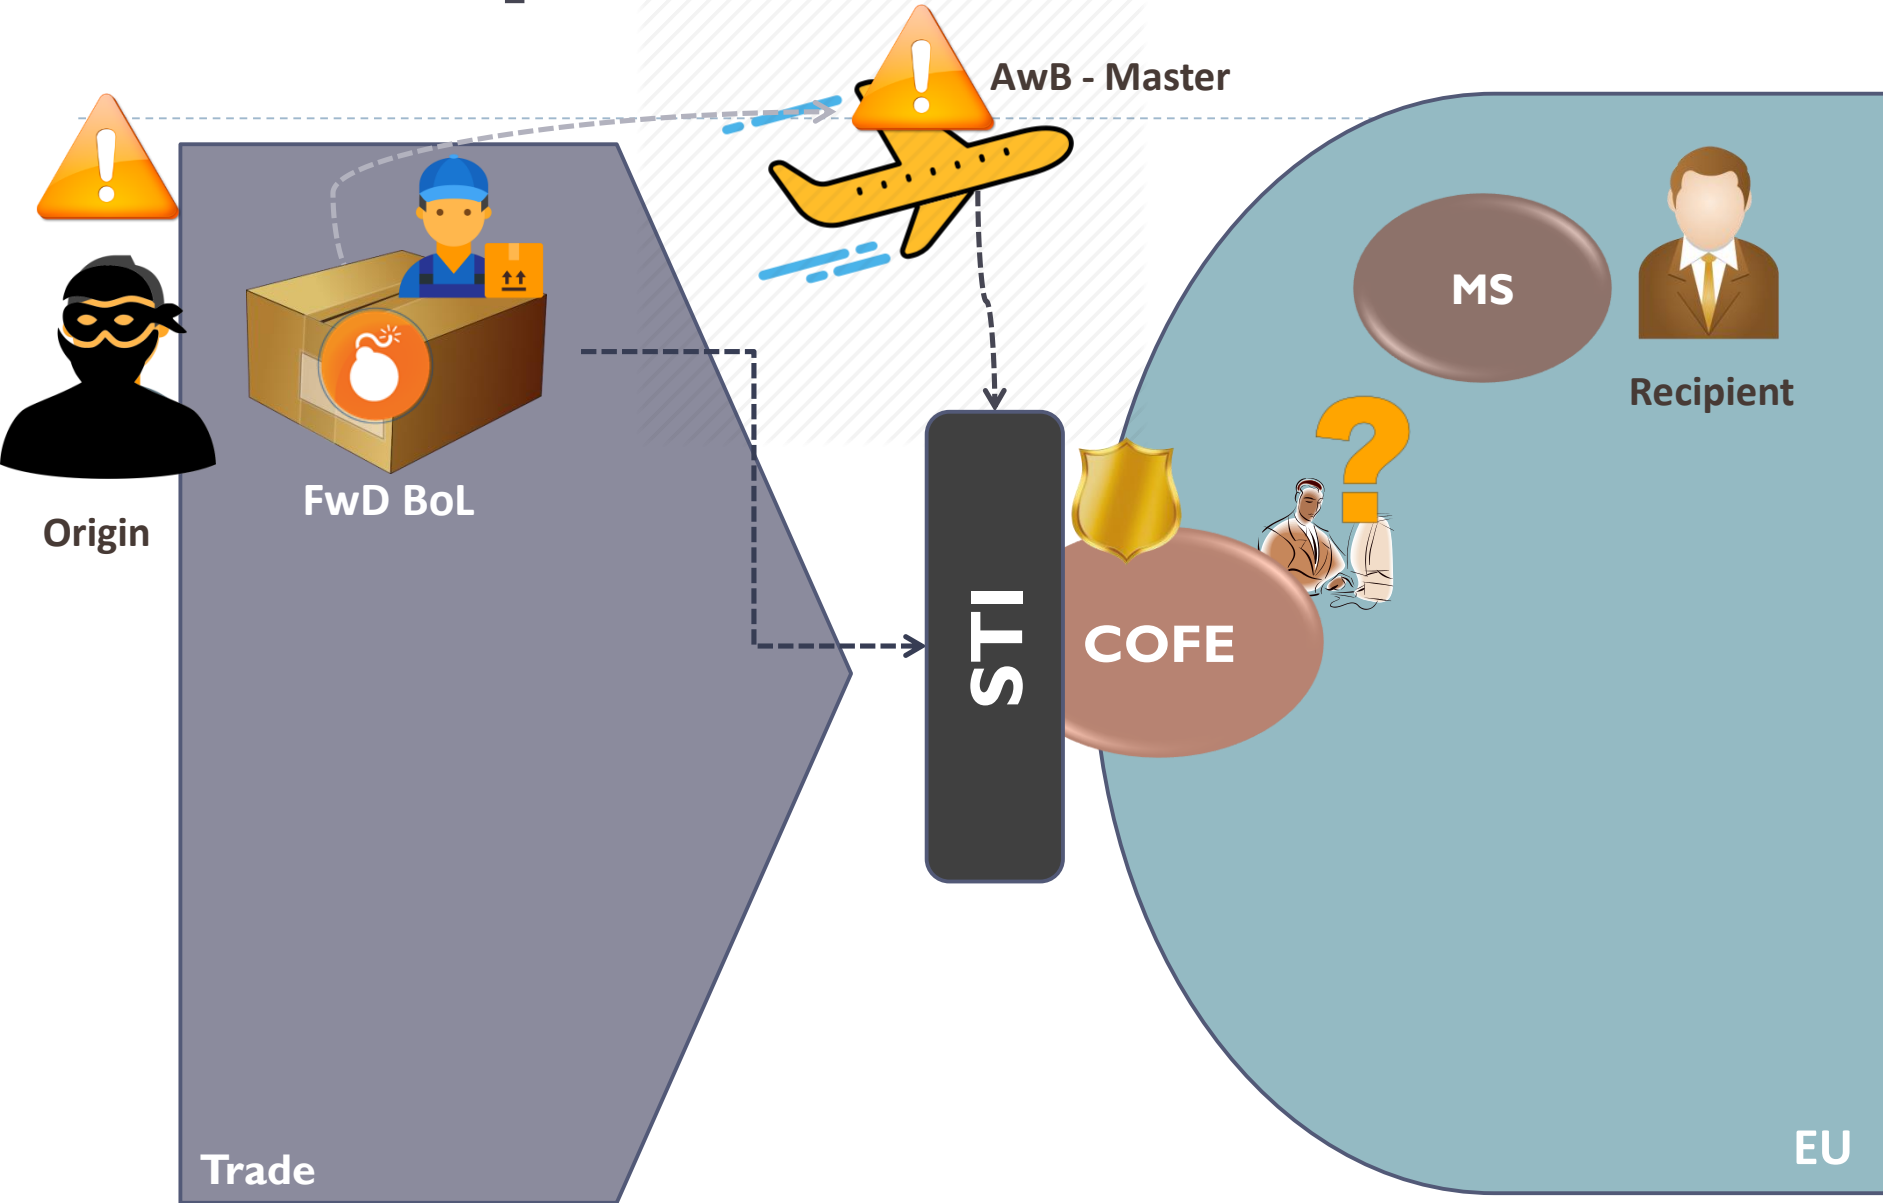 AwB - Master
MS
Recipient
FwD BoL
Origin
STI
COFE
Trade
EU